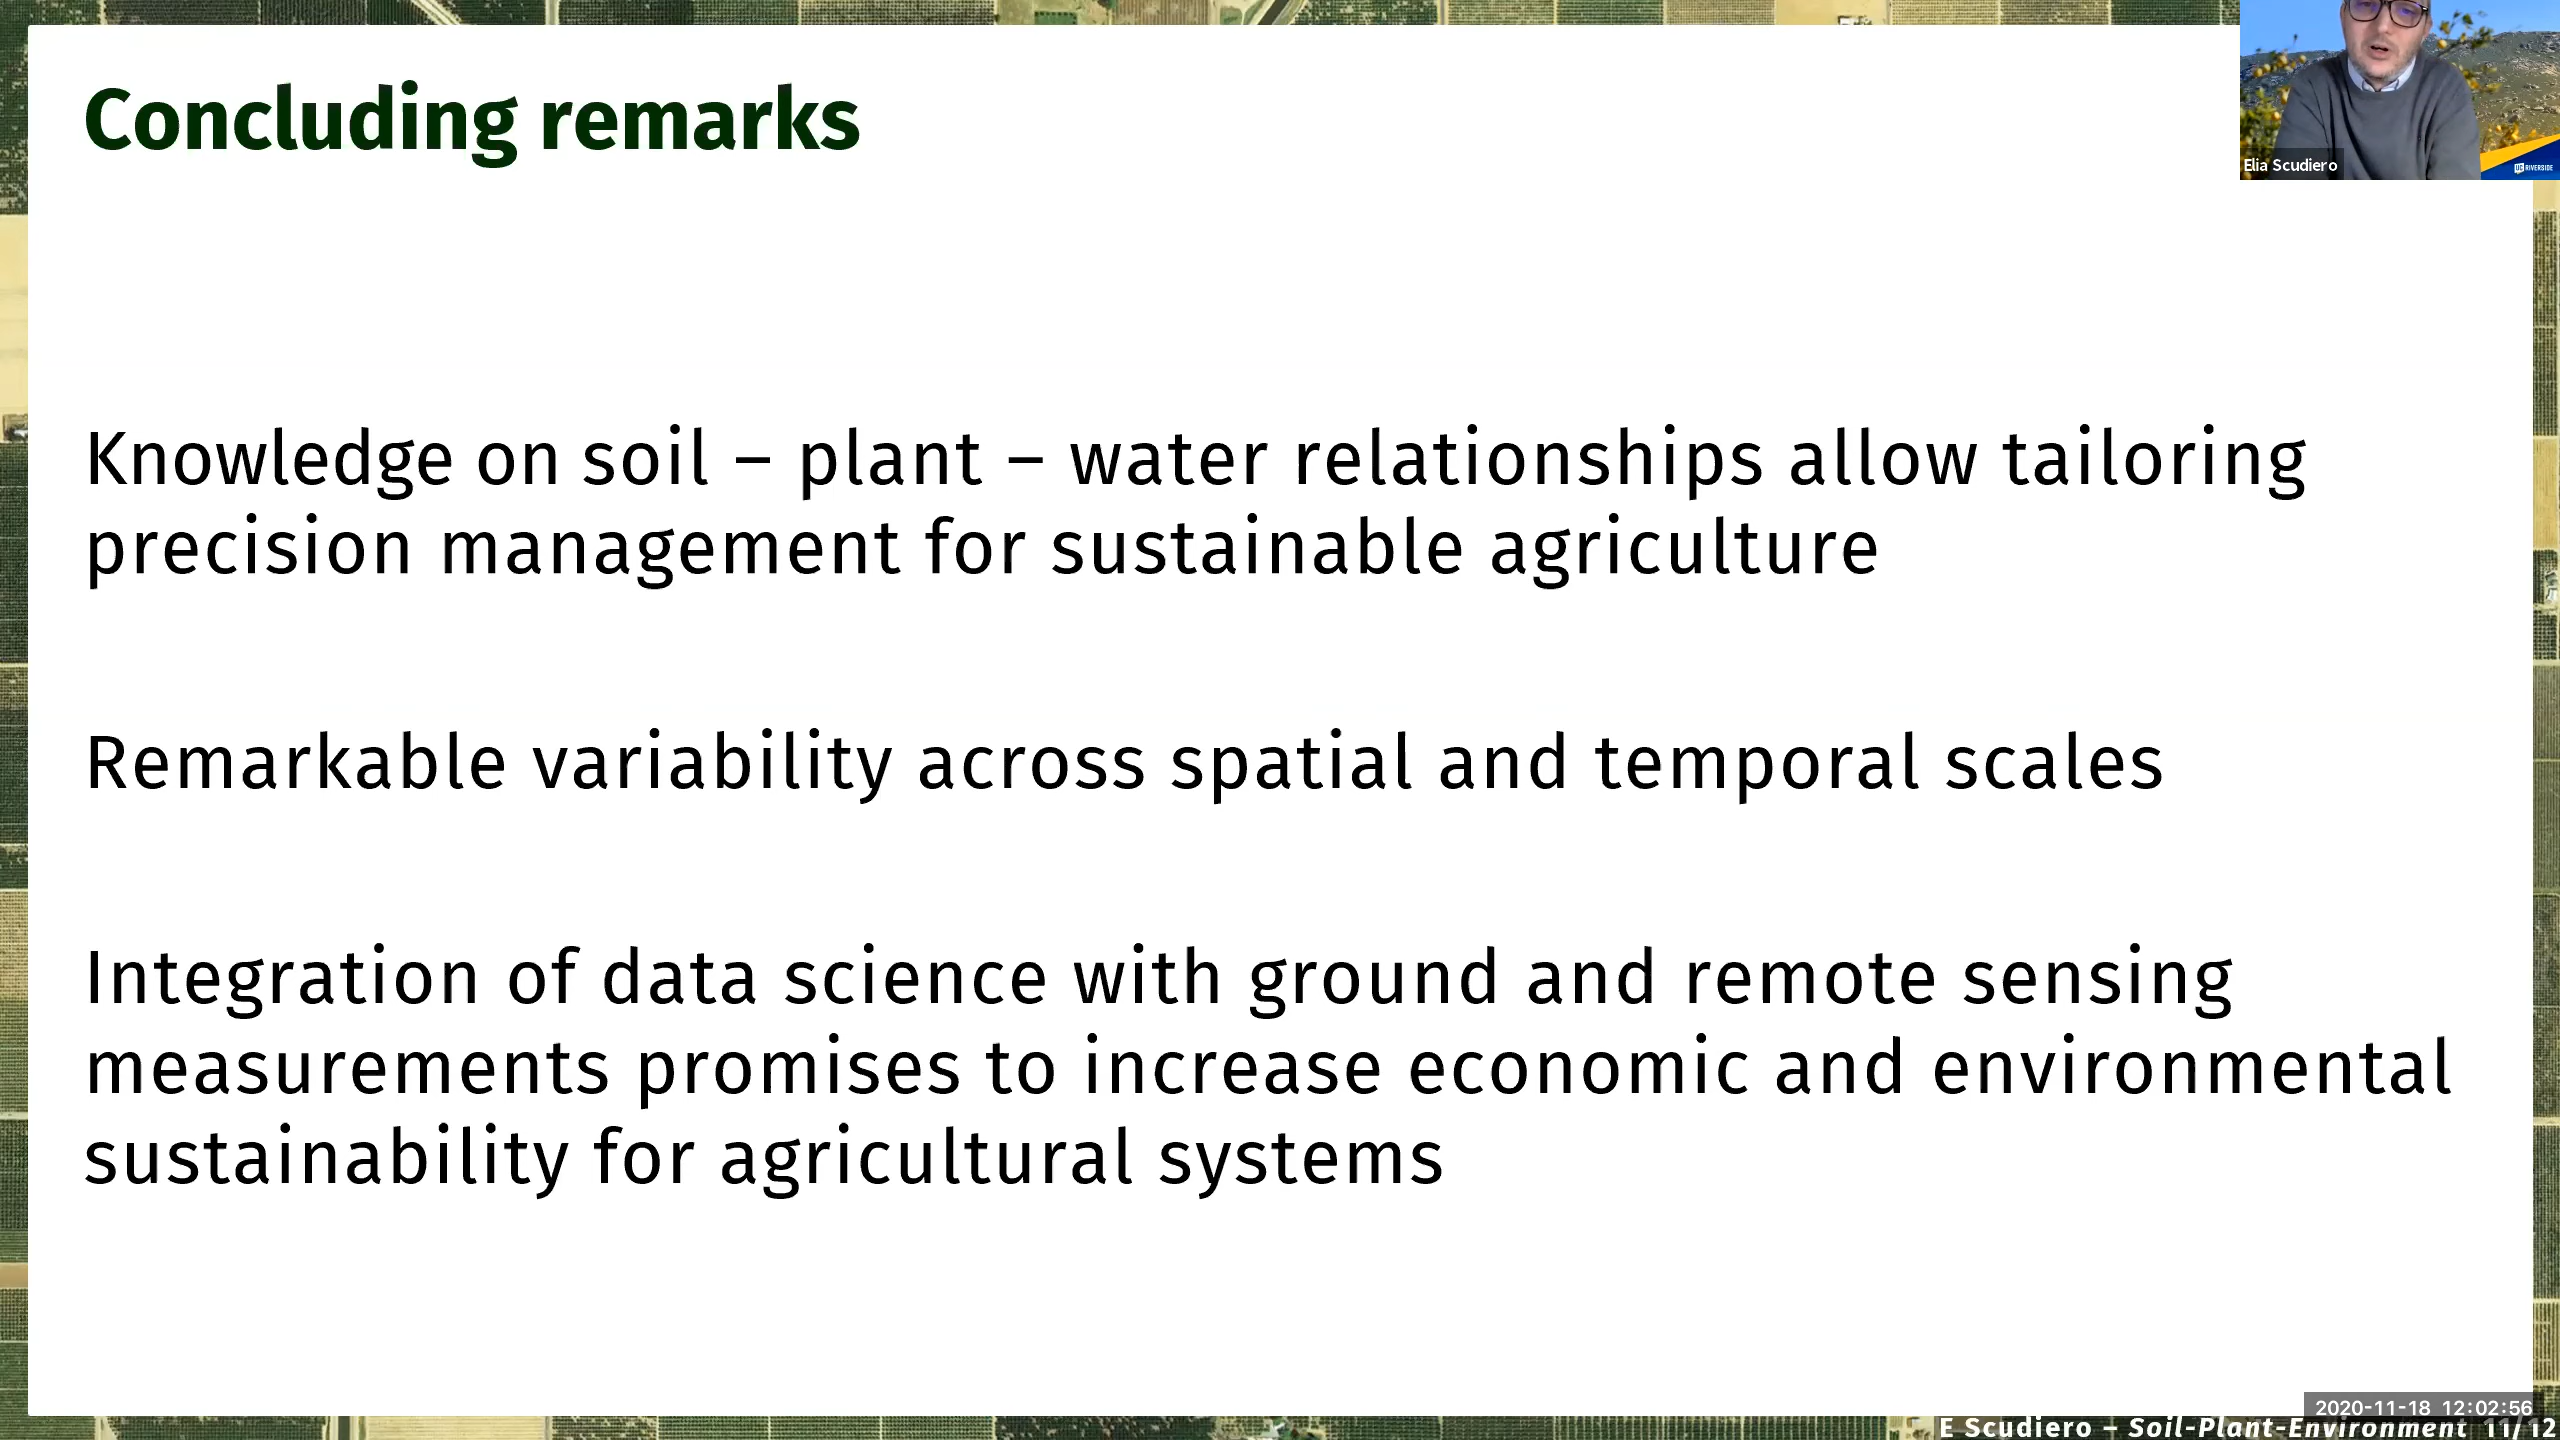 Concluding remarks
Elia Scudiero
UC RIVERSIDE
Knowledge on soil – plant – water relationships allow tailoring
precision management for sustainable agriculture
Remarkable variability across spatial and temporal scales
Integration of data science with ground and remote sensing
measurements promises to increase economic and environmental
sustainability for agricultural systems
2020-11-18 12:02:56
E Scudiero – Soil-Plant-Environment 11/12